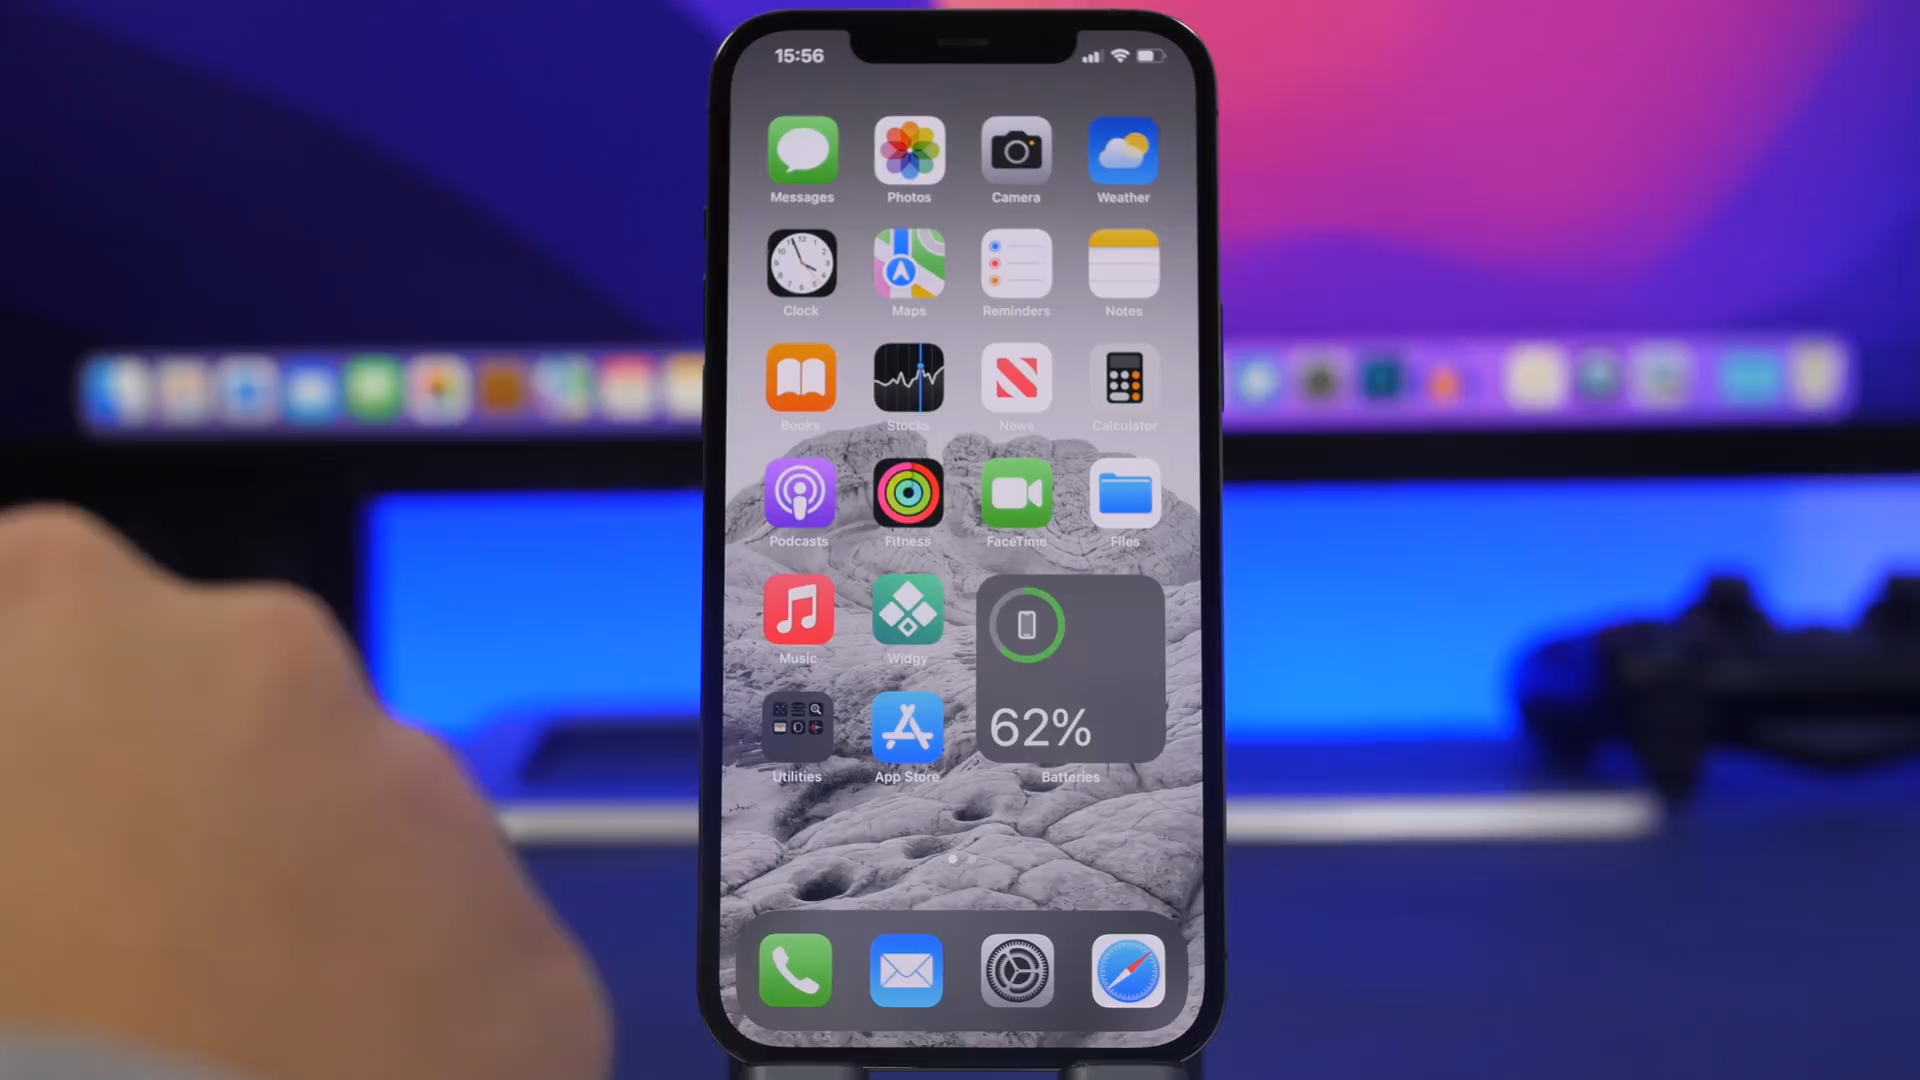 15:56
Messages Photos Camera Weather
Clock Maps Reminders Notes
Books Stocks News Calculator
Podcasts Fitness FaceTime Files
Music Widgy
62%
Utilities App Store Batteries